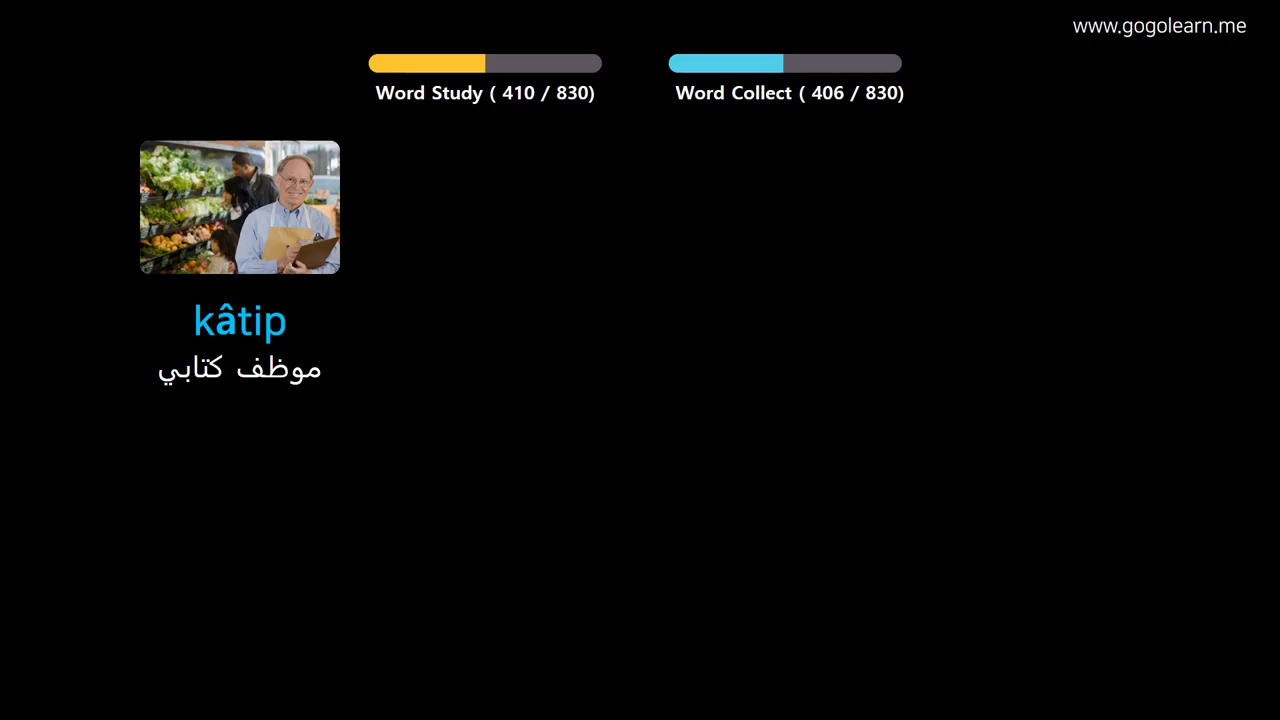 www.gogolearn.me
Word Study ( 410 / 830)
Word Collect ( 406 / 830)
kâtip
موظف كتابي